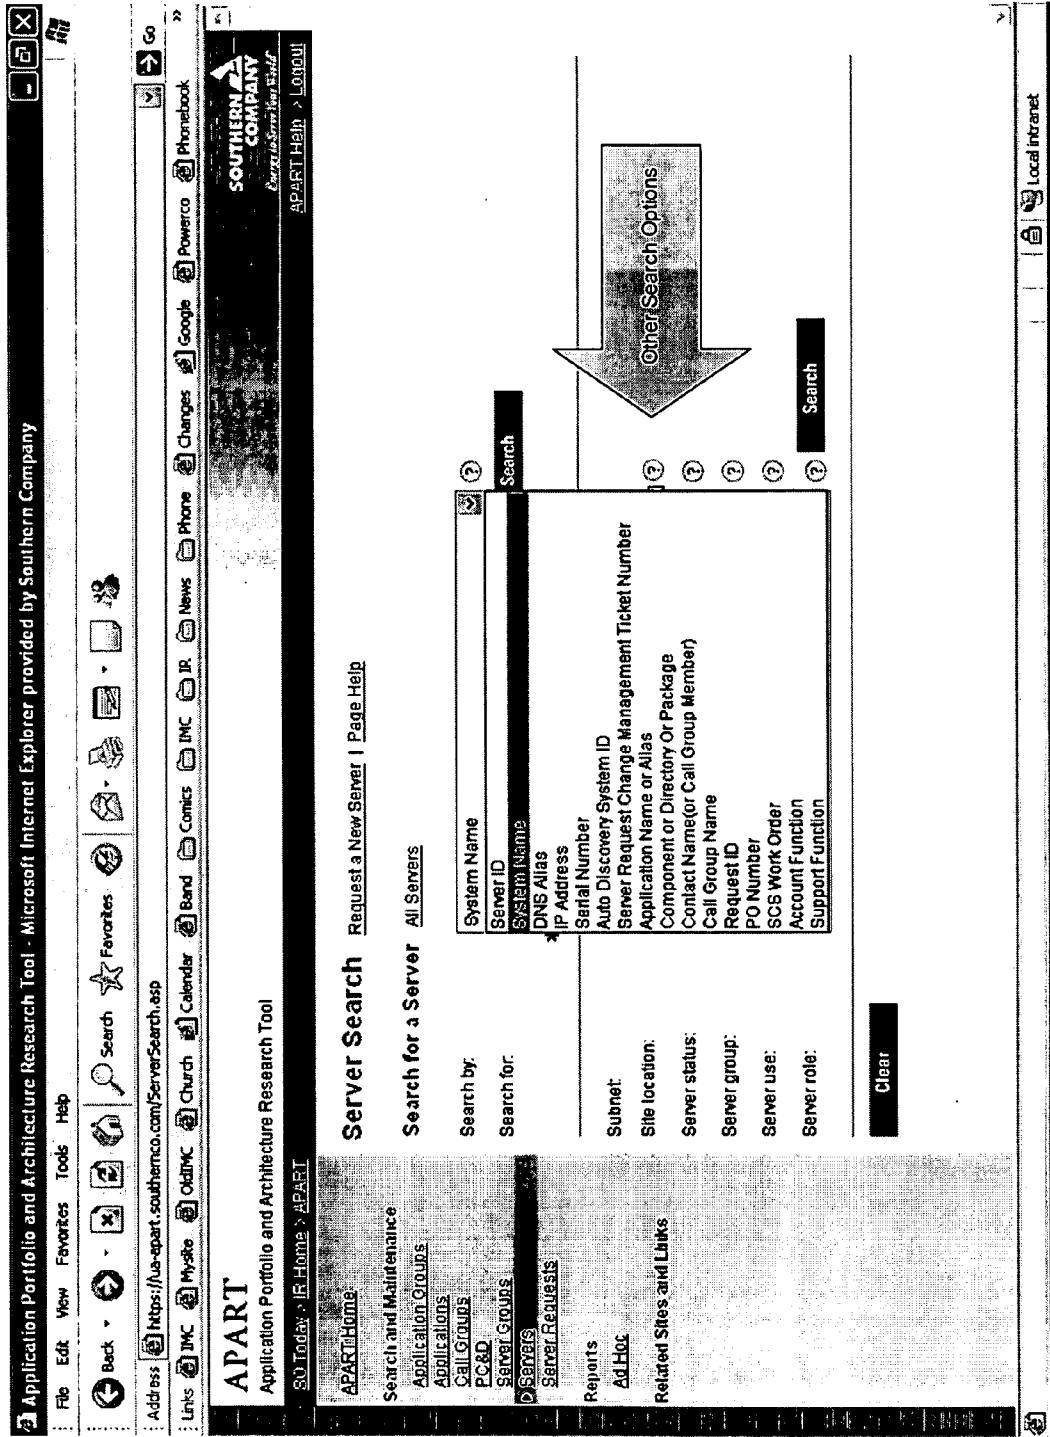 Application Portfolio and Architecture Research Tool - Microsoft Internet Explorer provided by Southern Company
File Edit View Favorites Tools Help
Back Search Favorites
Address https://ua-apart.southernco.com/ServerSearch.asp Go
Links IMC Mysite OldIMC Church Calendar Band Comics IMC IR News Phone Changes Google Powerco Phonebook »
APART
Application Portfolio and Architecture Research Tool
SOUTHERN COMPANY
Energy to Serve Your World
SO Today > IR Home > APART
APART Help > Logout
APART Home
Search and Maintenance
Application Groups
Applications
Call Groups
PC&D
Server Groups
Servers
Server Requests
Reports
Ad Hoc
Related Sites and Links
Server Search Request a New Server | Page Help
Search for a Server All Servers
Search by: System Name ?
Search for: Search
Server ID
System Name
DNS Alias
IP Address
Serial Number
Auto Discovery System ID
Server Request Change Management Ticket Number
Application Name or Alias
Component or Directory Or Package
Contact Name(or Call Group Member)
Call Group Name
Request ID
PO Number
SCS Work Order
Account Function
Support Function
Subnet:
Site location: ?
Server status: ?
Server group: ?
Server use: ?
Server role: ?
Other Search Options
Search
Clear
Local intranet